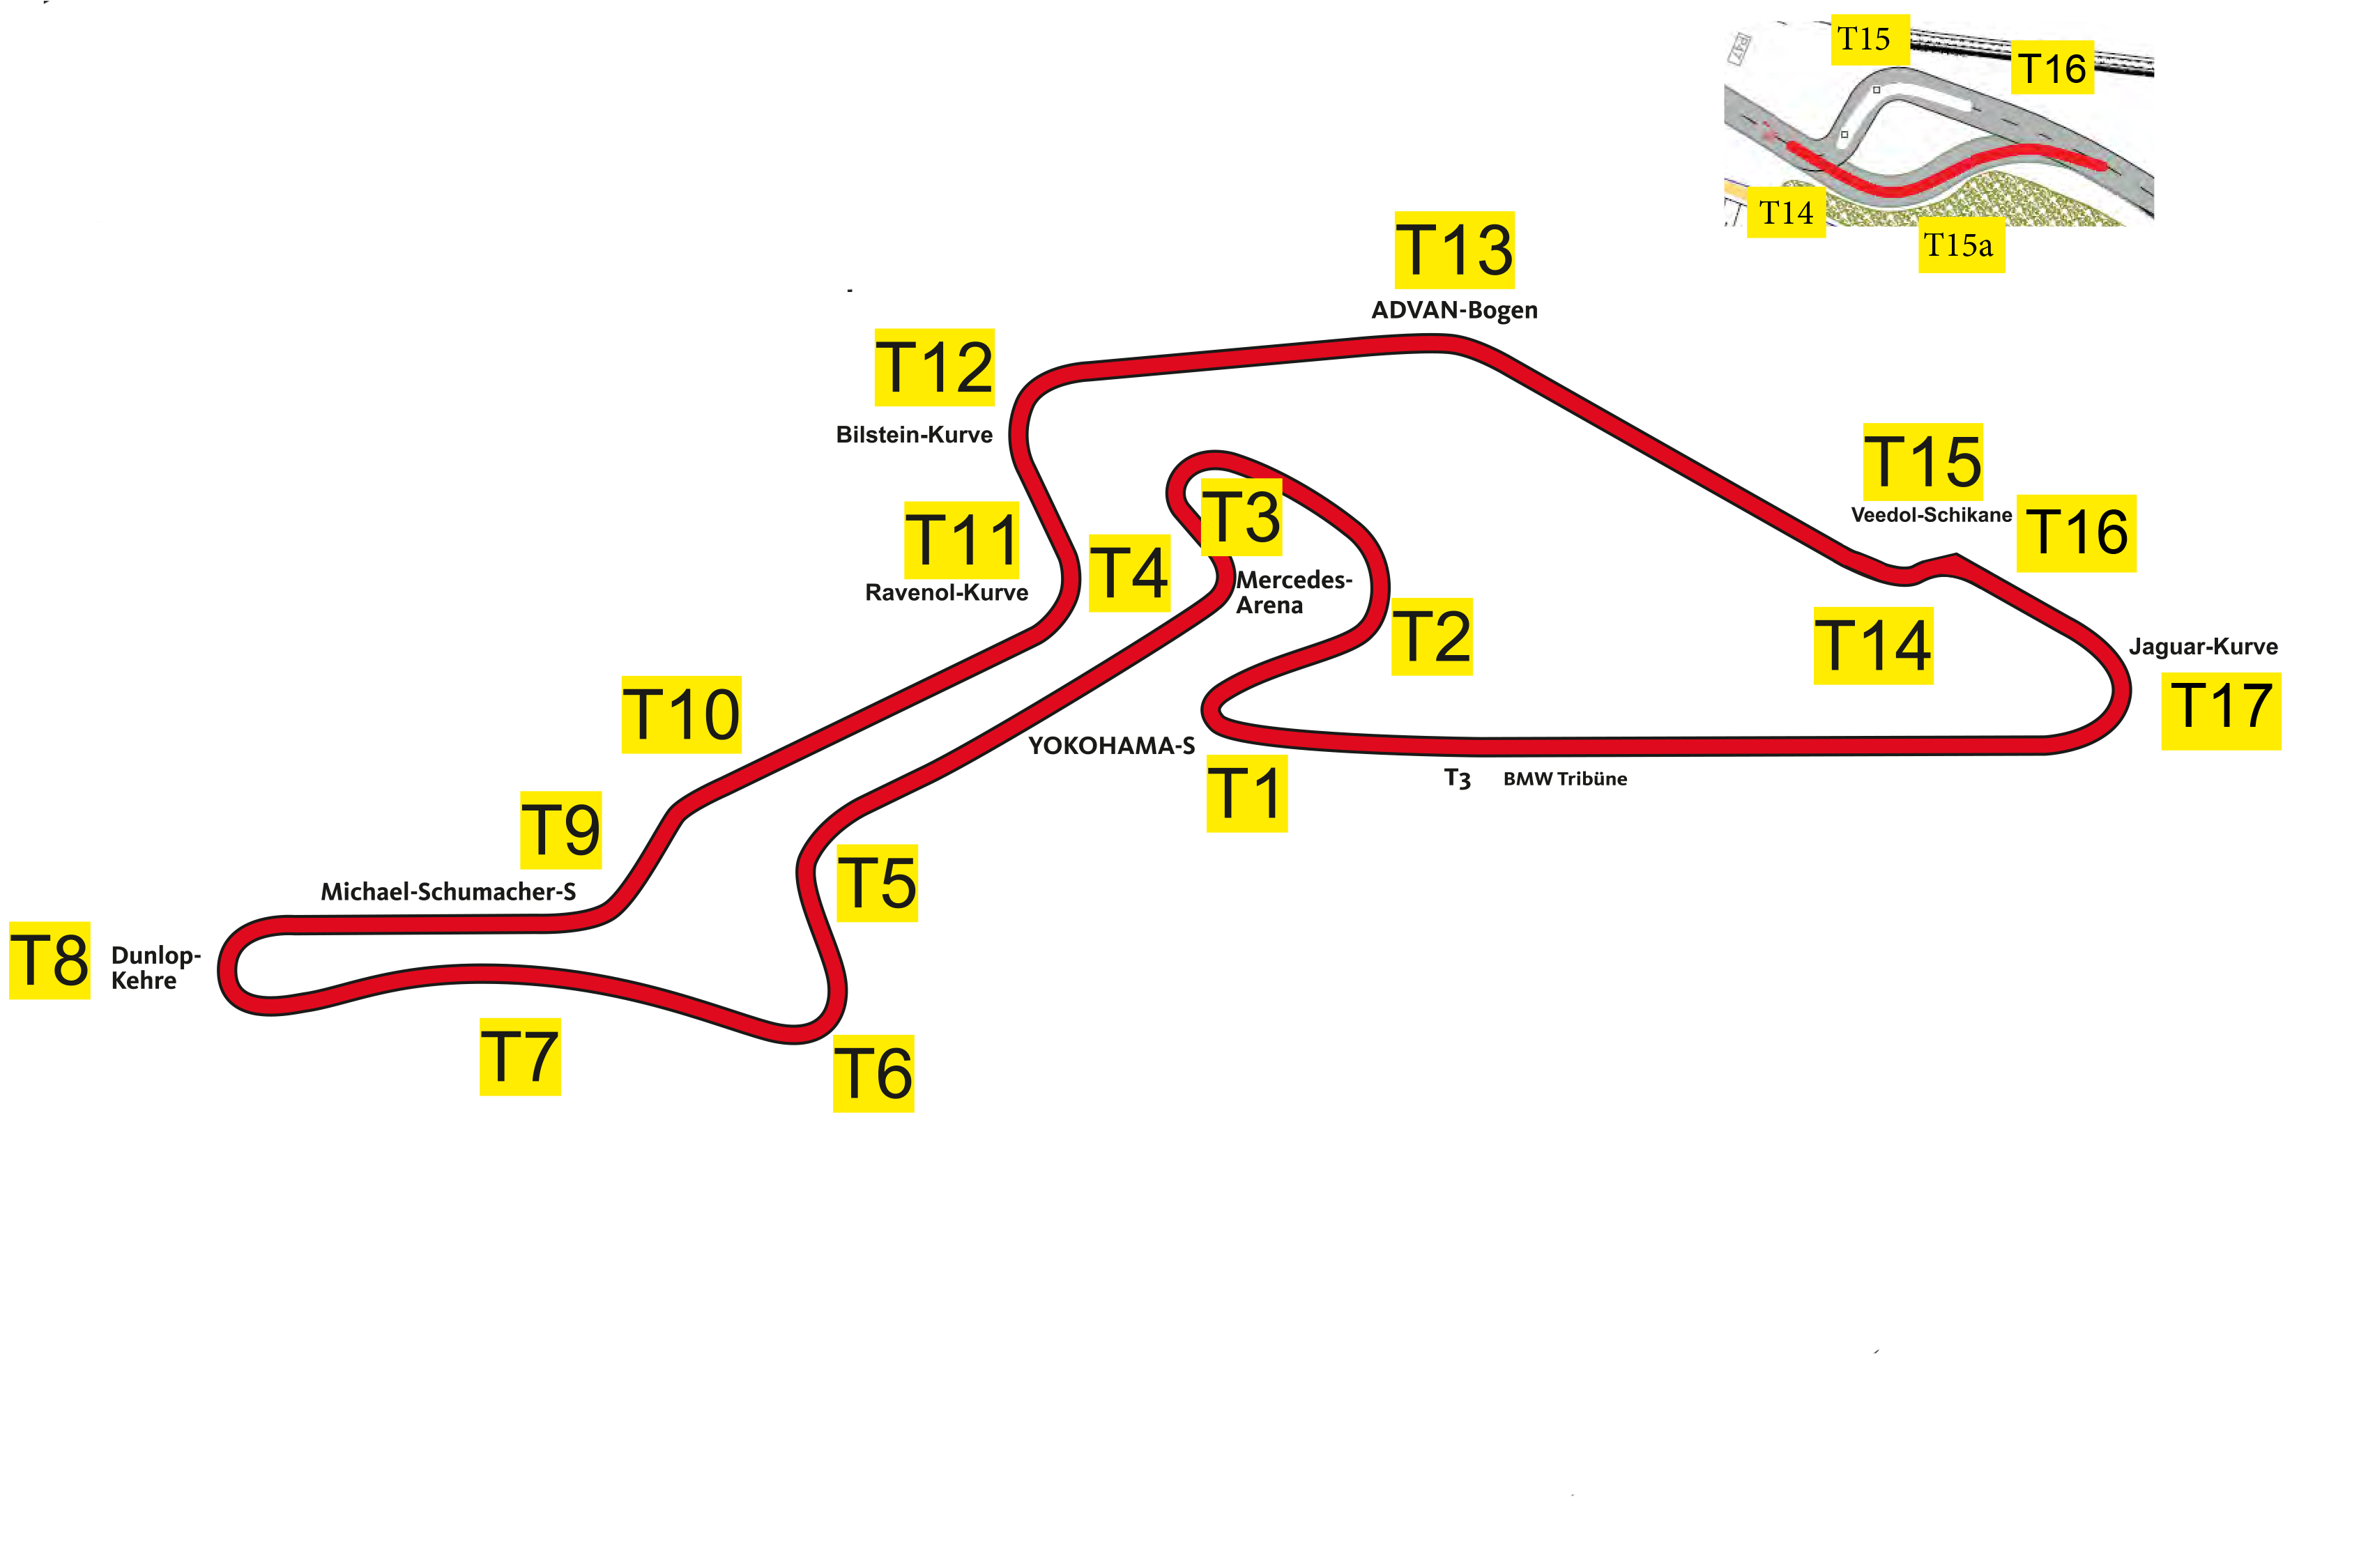 T15
T16
T14
T15a
T13
ADVAN-Bogen
T12
Bilstein-Kurve
T15
Veedol-Schikane
T16
T3
T11
Ravenol-Kurve
T4
Mercedes-
Arena
T2
T14
Jaguar-Kurve
T17
T10
YOKOHAMA-S
T1
T3
BMW Tribüne
T9
Michael-Schumacher-S
T5
T8
Dunlop-
Kehre
T7
T6